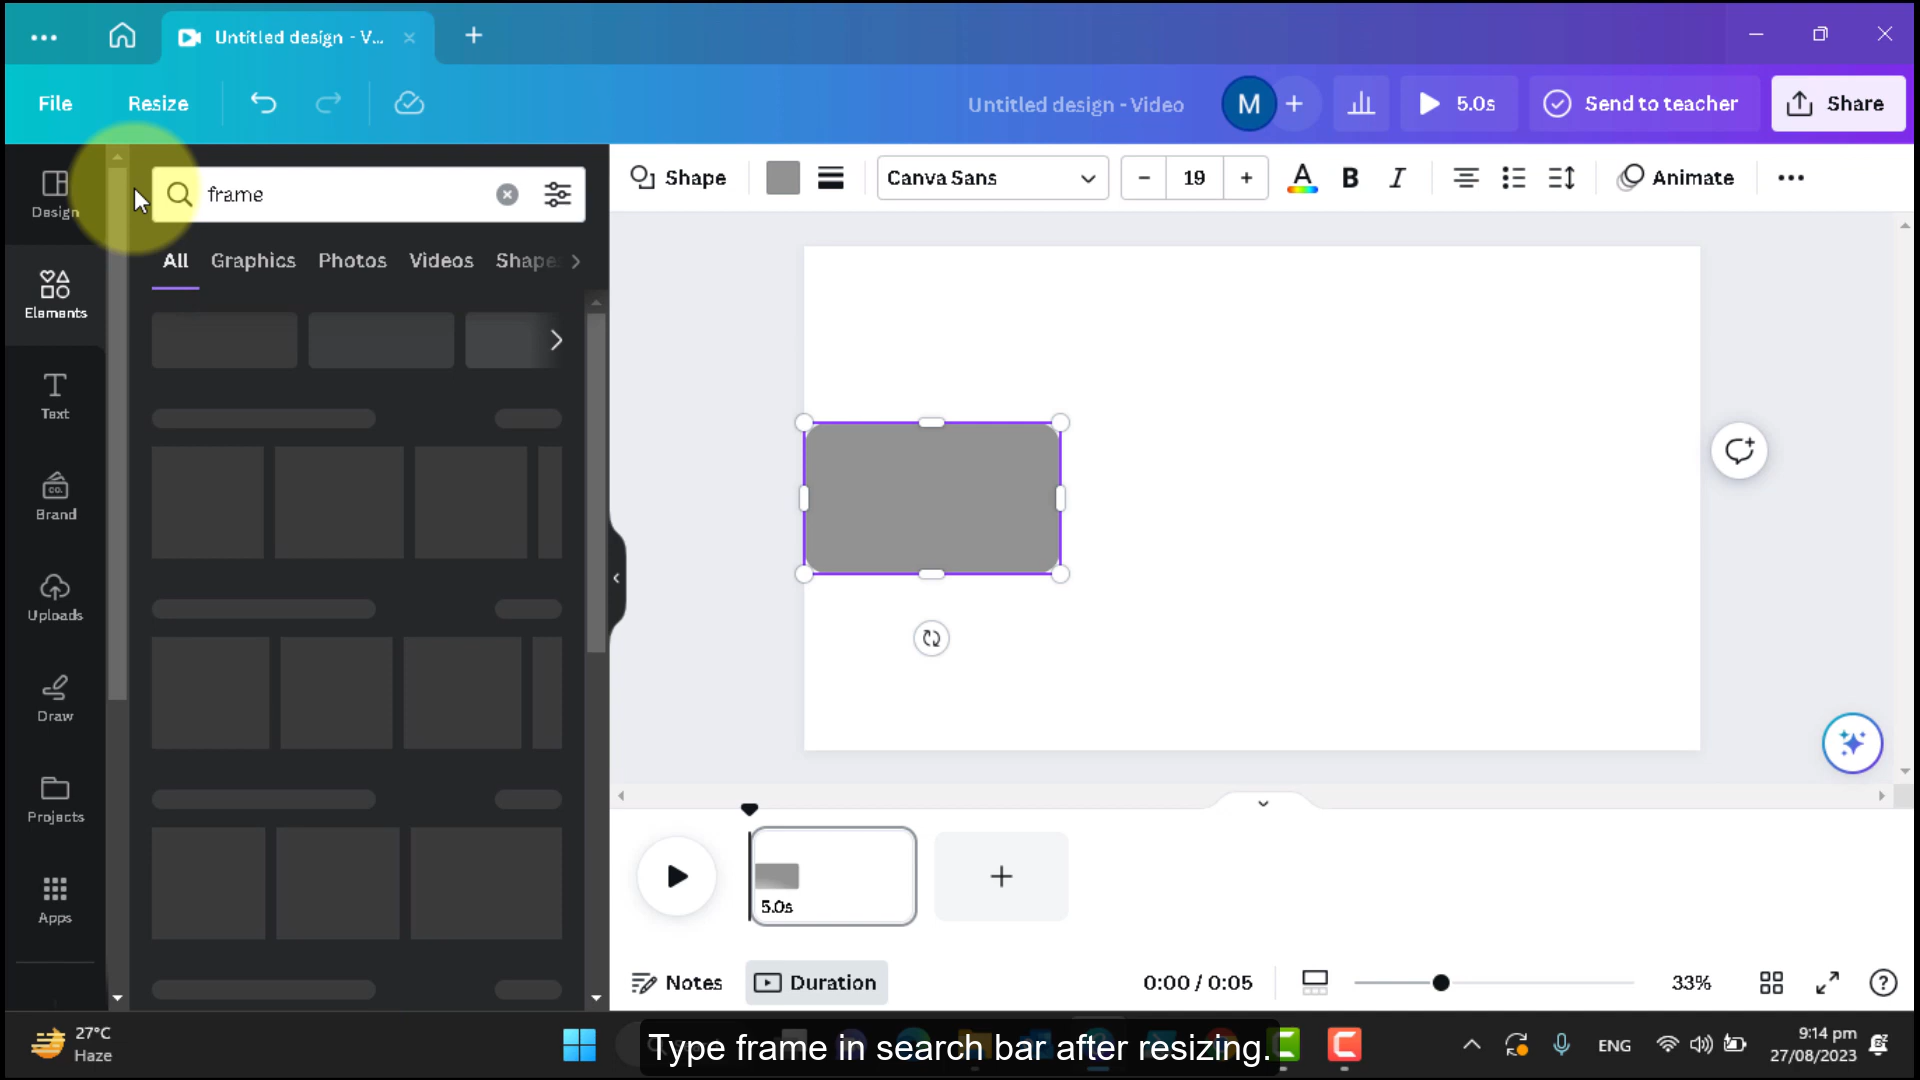 Untitled design - V...
File
Resize
Untitled design - Video
M
5.0s
Send to teacher
Share
Design
frame
Shape
Canva Sans
19
A
B
I
Animate
All
Graphics
Photos
Videos
Shape
Elements
Text
CO.
Brand
Uploads
Draw
Projects
Apps
5.0s
Notes
Duration
0:00 / 0:05
33%
27°C
Haze
Type frame in search bar after resizing.
ENG
9:14 pm
27/08/2023